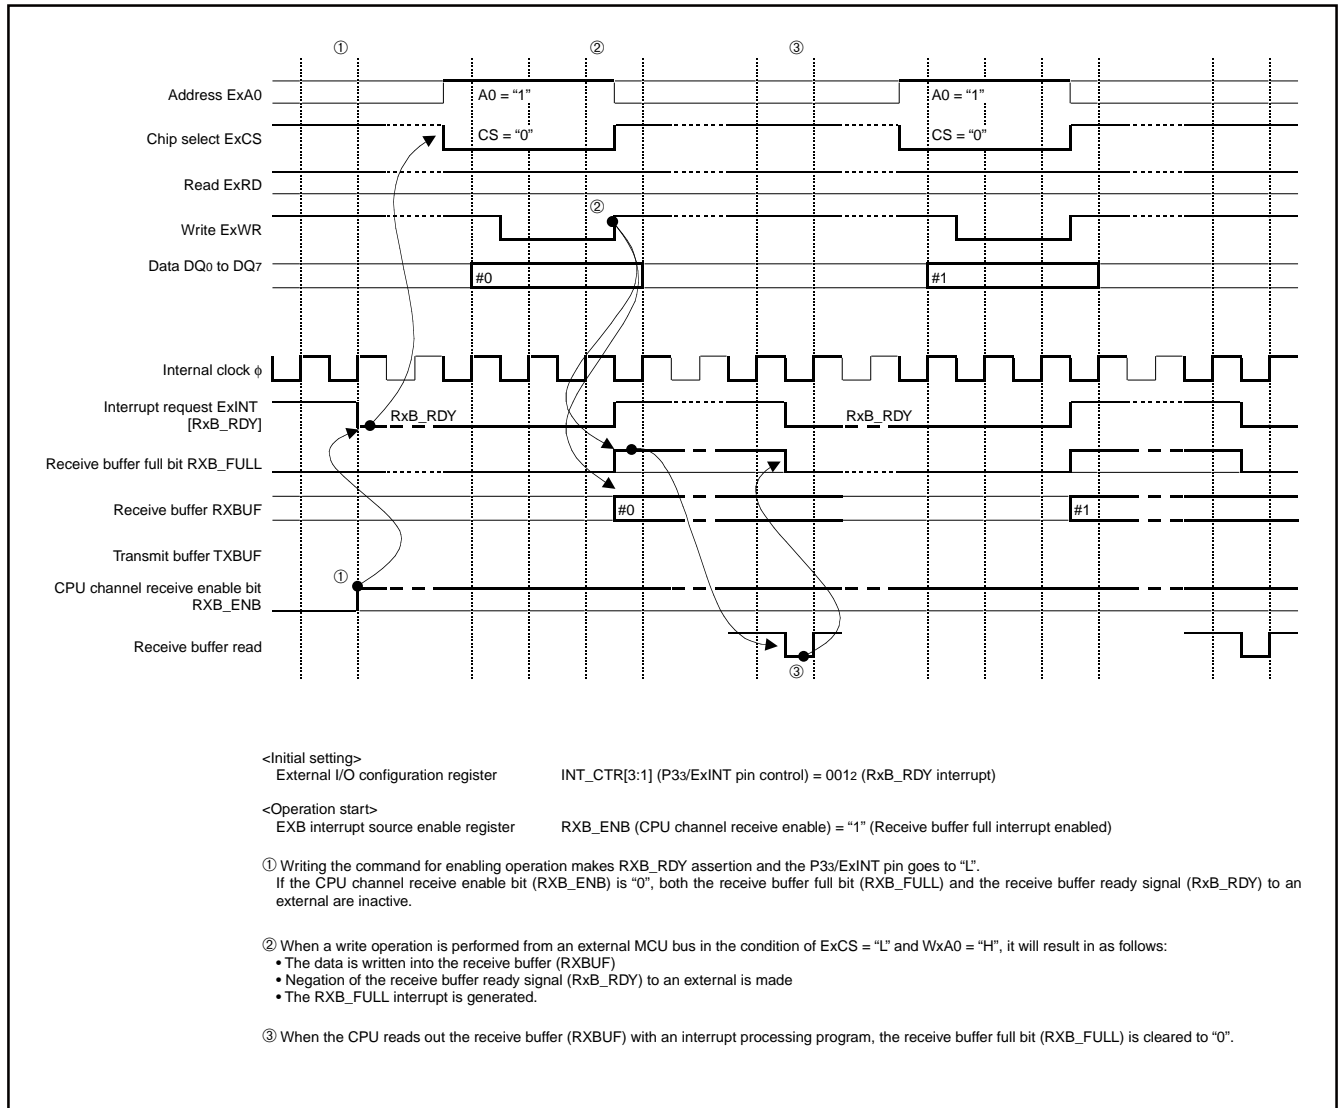 ① ② ③
Address ExA0
A0 = “1” A0 = “1”
Chip select ExCS
CS = “0” CS = “0”
Read ExRD
②
Write ExWR
Data DQ0 to DQ7
#0 #1
Internal clock ϕ
Interrupt request ExINT
[RxB_RDY]
RxB_RDY RxB_RDY
Receive buffer full bit RXB_FULL
Receive buffer RXBUF
#0 #1
Transmit buffer TXBUF
①
CPU channel receive enable bit
RXB_ENB
Receive buffer read
③
<Initial setting>
External I/O configuration register INT_CTR[3:1] (P33/ExINT pin control) = 0012 (RxB_RDY interrupt)
<Operation start>
EXB interrupt source enable register RXB_ENB (CPU channel receive enable) = “1” (Receive buffer full interrupt enabled)
① Writing the command for enabling operation makes RXB_RDY assertion and the P33/ExINT pin goes to “L”.
If the CPU channel receive enable bit (RXB_ENB) is “0”, both the receive buffer full bit (RXB_FULL) and the receive buffer ready signal (RxB_RDY) to an
external are inactive.
② When a write operation is performed from an external MCU bus in the condition of ExCS = “L” and WxA0 = “H”, it will result in as follows:
• The data is written into the receive buffer (RXBUF)
• Negation of the receive buffer ready signal (RxB_RDY) to an external is made
• The RXB_FULL interrupt is generated.
③ When the CPU reads out the receive buffer (RXBUF) with an interrupt processing program, the receive buffer full bit (RXB_FULL) is cleared to “0”.